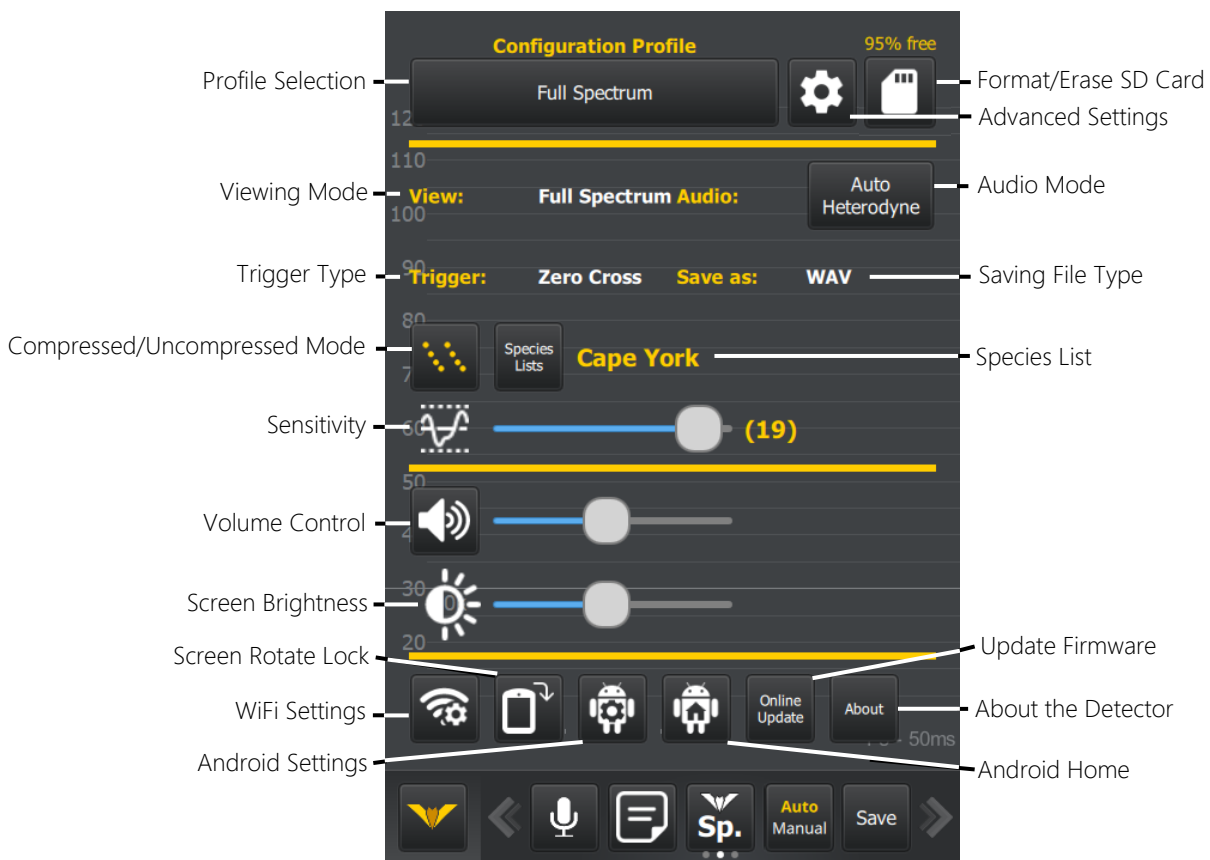 Configuration Profile
95% free
Profile Selection
Full Spectrum
Format/Erase SD Card
12
Advanced Settings
110
Viewing Mode
View:
Full Spectrum
Audio:
Auto
Heterodyne
Audio Mode
100
90
Trigger Type
Trigger:
Zero Cross
Save as:
WAV
Saving File Type
80
Compressed/Uncompressed Mode
Species
Lists
Cape York
Species List
7
Sensitivity
60
(19)
50
Volume Control
4
30
Screen Brightness
20
Screen Rotate Lock
Update Firmware
WiFi Settings
Online
Update
About
About the Detector
50ms
Android Settings
Android Home
Sp.
Auto
Manual
Save